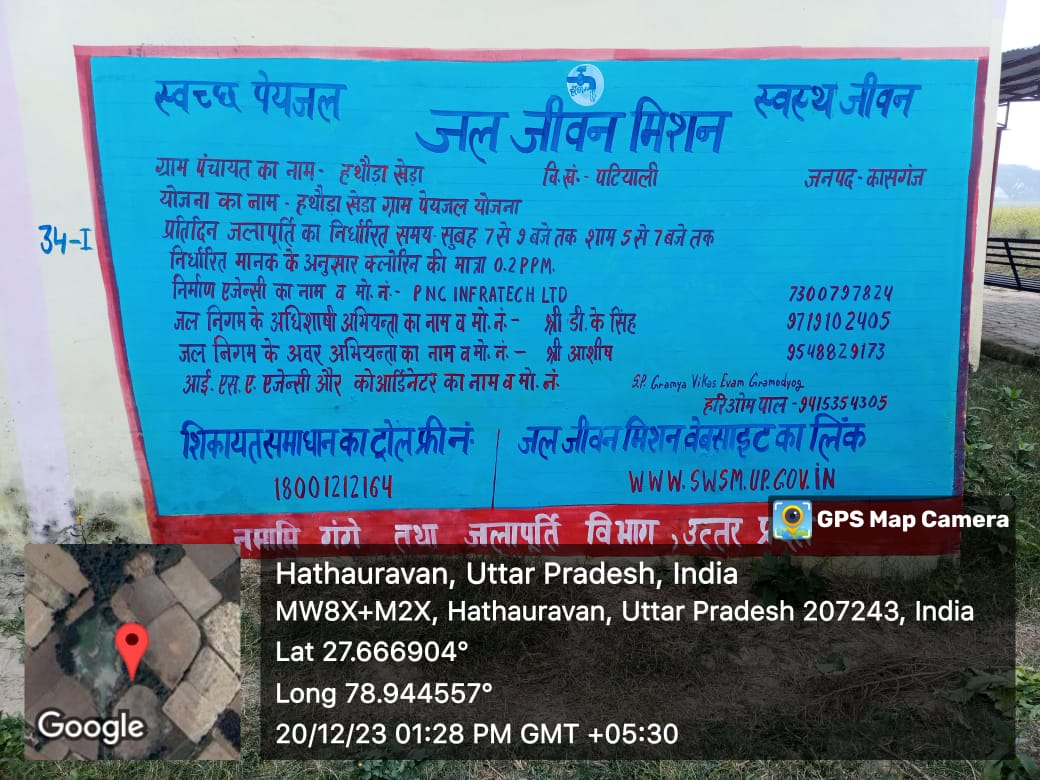 स्वच्छ पेयजल
स्वस्थ जीवन
जल जीवन मिशन
ग्राम पंचायत का नाम- हथौडा खेड़ा वि.खं.- पटियाली जनपद- कासगंज
योजना का नाम - हथौड़ा खेडा ग्राम पेयजल योजना
34-I
प्रतिदिन जलापूर्ति का निर्धारित समय- सुबह 7 से 9 बजे तक शाम 5 से 7 बजे तक
निर्धारित मानक के अनुसार क्लोरिन की मात्रा 0.2 PPM.
निर्माण एजेन्सी का नाम व मो. नं:- PNC INFRATECH LTD 7300797824
जल निगम के अधिशाषी अभियन्ता का नाम व मो. नं.- श्री डी. के सिंह 9719102405
जल निगम के अवर अभियन्ता का नाम व मो. नं.- श्री आशीष 9548829173
आई. एस. ए. एजेन्सी और कोआर्डिनेटर का नाम व मो. नं: S.P. Gramya Vikas Evam Gramodyog
हरिओम पाल -9415354305
शिकायत समाधान का ट्रोल फ्री नं:
18001212164
जल जीवन मिशन वेबसाइट का लिंक
WWW.SWSM.UP.GOV.iN
नमामि गंगे तथा जलापूर्ति विभाग , उत्तर
GPS Map Camera
Hathauravan, Uttar Pradesh, India
MW8X+M2X, Hathauravan, Uttar Pradesh 207243, India
Lat 27.666904°
Long 78.944557°
20/12/23 01:28 PM GMT +05:30
Google